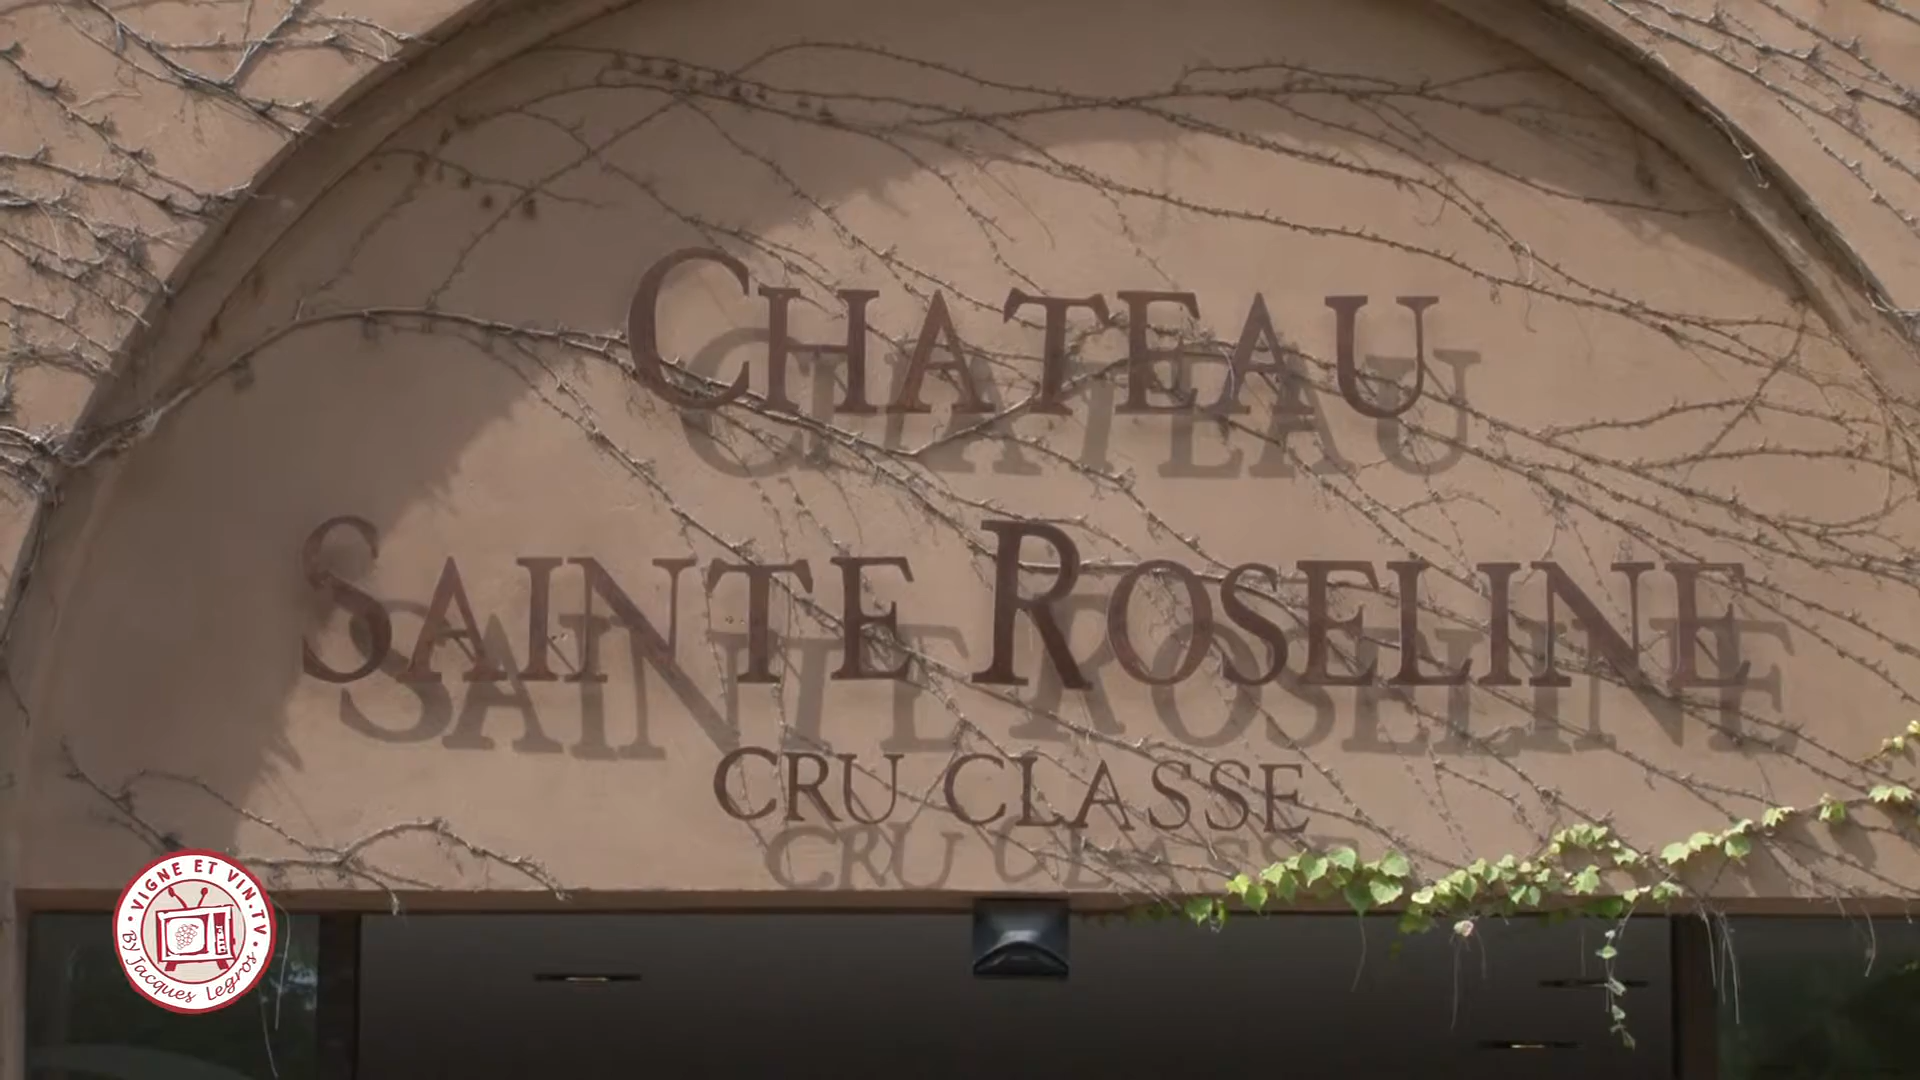 CHATEAU
SAINTE ROSELINE
CRU CLASSE
VIGNE ET VIN.TV
By Jacques Legros